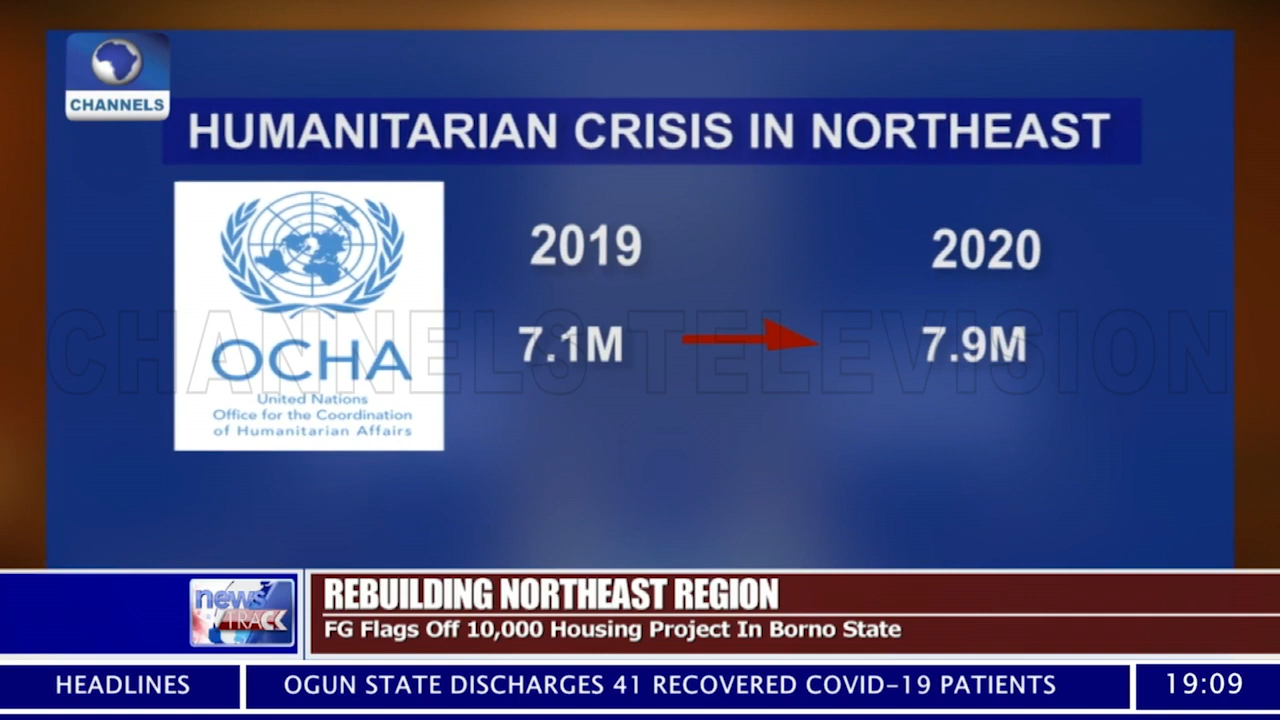 CHANNELS
HUMANITARIAN CRISIS IN NORTHEAST
2019
2020
7.1M
7.9M
OCHA
United Nations
Office for the Coordination
of Humanitarian Affairs
CHANNELS TELEVISION
news
TRACK
REBUILDING NORTHEAST REGION
FG Flags Off 10,000 Housing Project In Borno State
HEADLINES
OGUN STATE DISCHARGES 41 RECOVERED COVID-19 PATIENTS
19:09